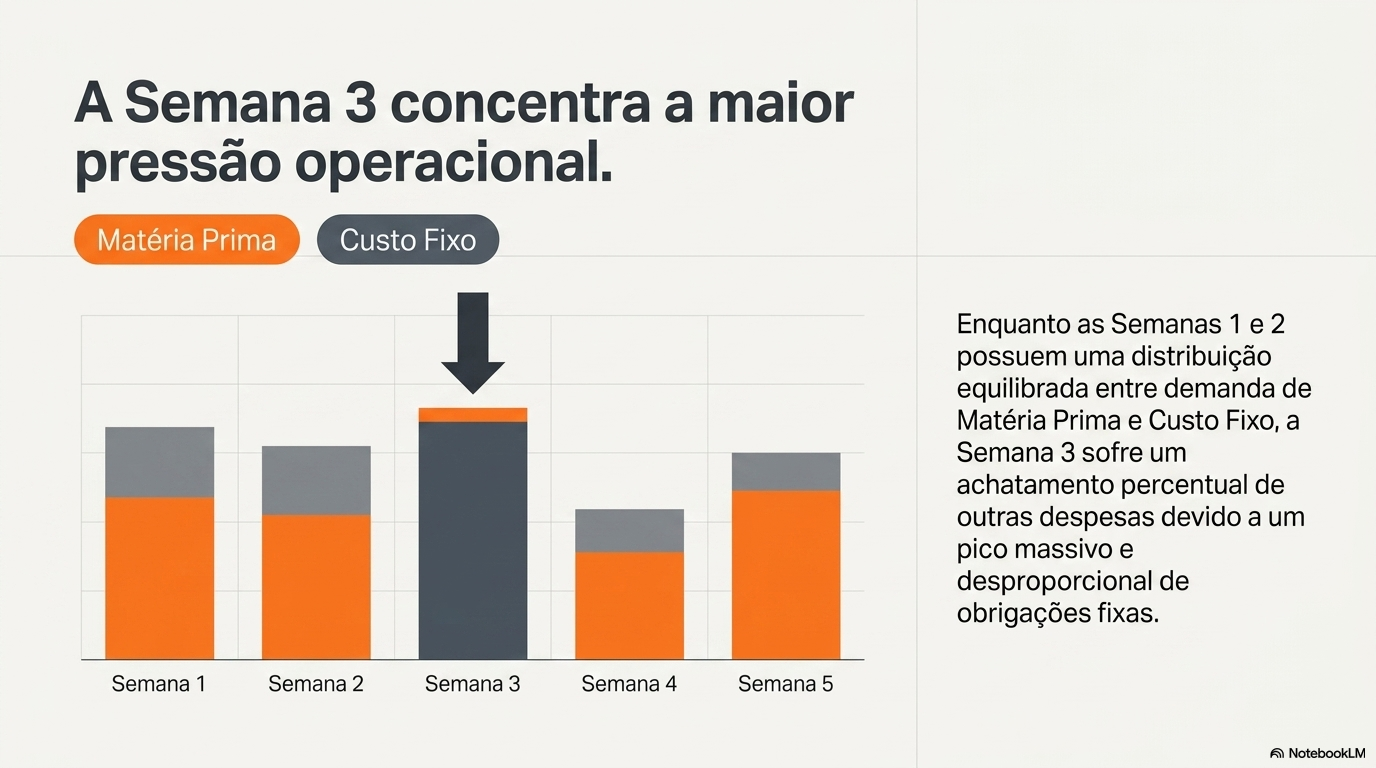 A Semana 3 concentra a maior
pressão operacional.
Matéria Prima
Custo Fixo
Enquanto as Semanas 1 e 2
possuem uma distribuição
equilibrada entre demanda de
Matéria Prima e Custo Fixo, a
Semana 3 sofre um
achatamento percentual de
outras despesas devido a um
pico massivo e
desproporcional de
obrigações fixas.
Semana 1
Semana 2
Semana 3
Semana 4
Semana 5
NotebookLM